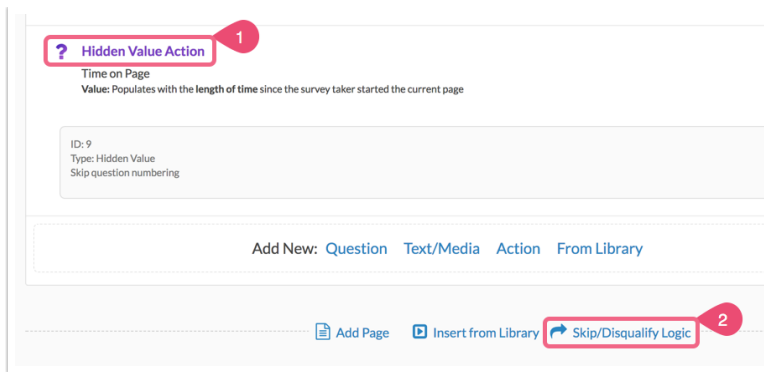 1
? Hidden Value Action
Time on Page
Value: Populates with the length of time since the survey taker started the current page
ID: 9
Type: Hidden Value
Skip question numbering
Add New: Question Text/Media Action From Library
2
Add Page Insert from Library Skip/Disqualify Logic